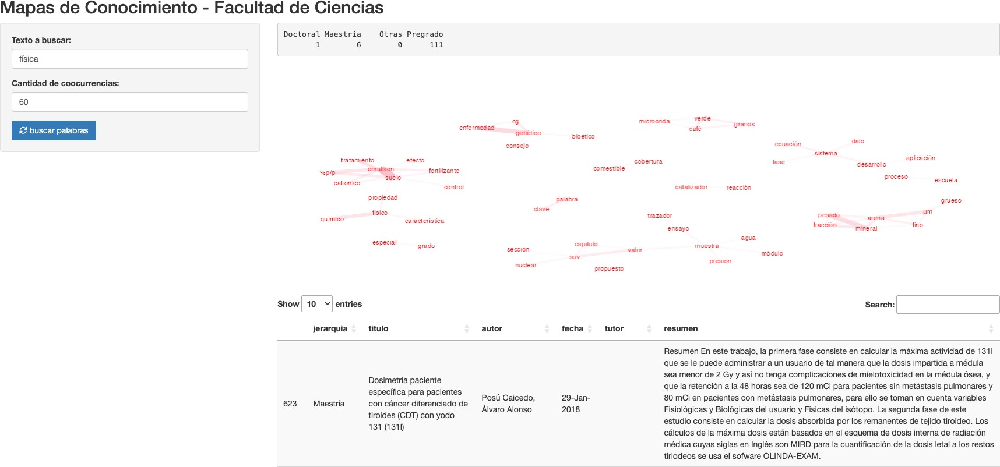 Mapas de Conocimiento - Facultad de Ciencias
Texto a buscar:
física
Cantidad de coocurrencias:
60
buscar palabras
Doctoral Maestría Otras Pregrado
1 6 0 111
cg
enfermedad
genético
bioético
consejo
microonda
verde
café
granos
ecuación
dato
sistema
fase
desarrollo
aplicación
proceso
escuela
tratamiento
efecto
%p/p
emulsión
fertilizante
suelo
cationico
control
propiedad
físico
quimico
característica
especial
grado
cobertura
comestible
catalizador
reacción
palabra
clave
trazador
ensayo
agua
muestra
módulo
presión
capitulo
sección
valor
suv
nuclear
propuesto
grueso
µm
pesado
arena
fracción
mineral
fino
Show 10 entries
Search:
jerarquia titulo autor fecha tutor resumen
623
Maestría
Dosimetría paciente
específica para pacientes
con cáncer diferenciado de
tiroides (CDT) con yodo
131 (131I)
Posú Caicedo,
Álvaro Alonso
29-Jan-
2018
Resumen En este trabajo, la primera fase consiste en calcular la máxima actividad de 131I
que se le puede administrar a un usuario de tal manera que la dosis impartida a médula
sea menor de 2 Gy y así no tenga complicaciones de mielotoxicidad en la médula ósea, y
que la retención a la 48 horas sea de 120 mCi para pacientes sin metástasis pulmonares y
80 mCi en pacientes con metástasis pulmonares, para ello se toman en cuenta variables
Fisiológicas y Biológicas del usuario y Físicas del isótopo. La segunda fase de este
estudio consiste en calcular la dosis absorbida por los remanentes de tejido tiroideo. Los
cálculos de la máxima dosis están basados en el esquema de dosis interna de radiación
médica cuyas siglas en Inglés son MIRD para la cuantificación de la dosis letal a los restos
tiriodeos se usa el sofware OLINDA-EXAM.